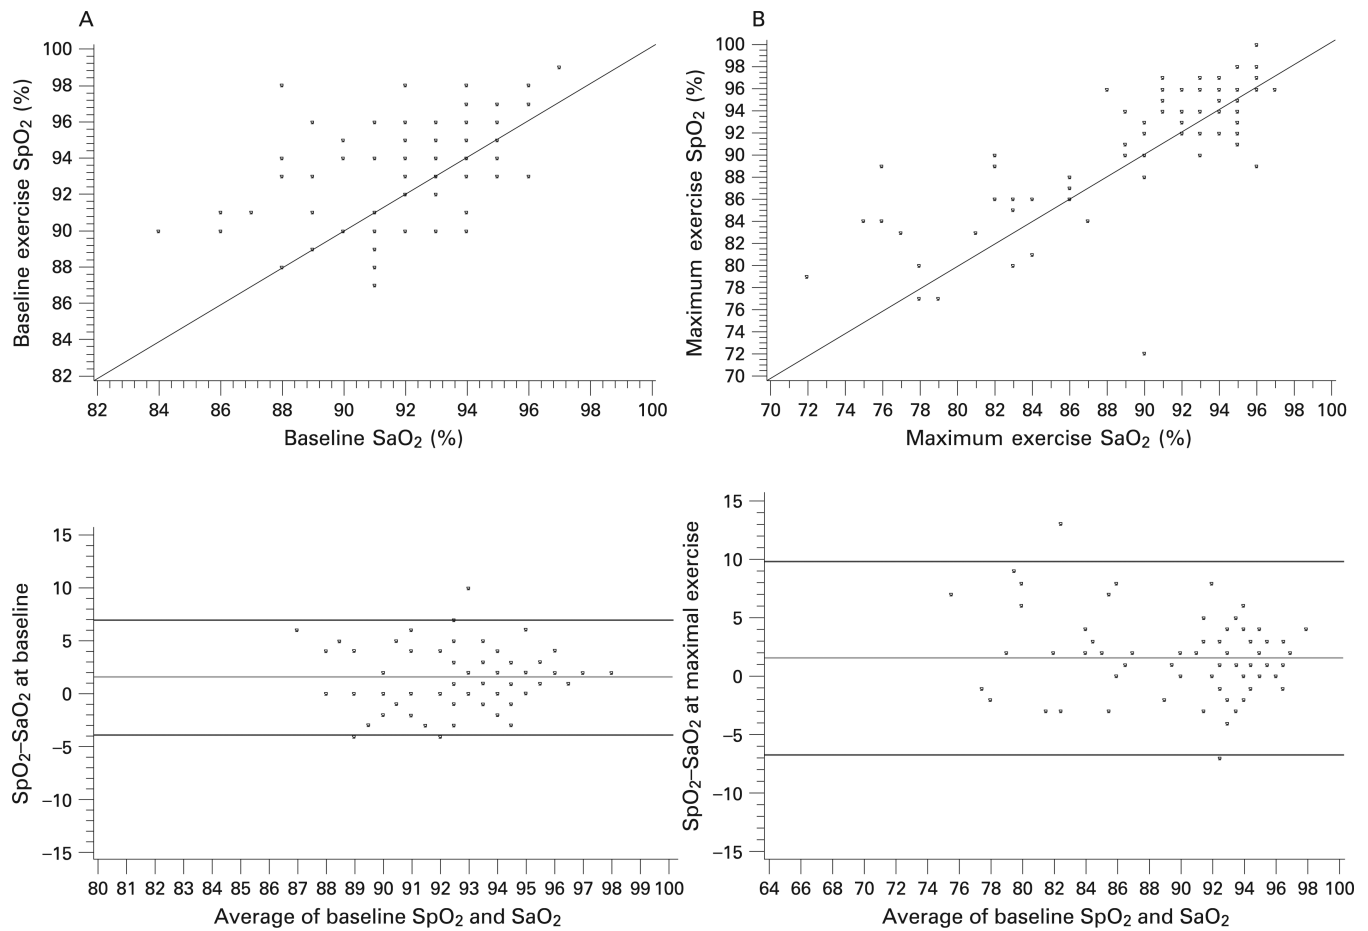 A
100
98
96
94
92
90
88
86
84
82
Baseline exercise SpO₂ (%)
82 84 86 88 90 92 94 96 98 100
Baseline SaO₂ (%)
B
100
98
96
94
92
90
88
86
84
82
80
78
76
74
72
70
Maximum exercise SpO₂ (%)
70 72 74 76 78 80 82 84 86 88 90 92 94 96 98 100
Maximum exercise SaO₂ (%)
15
10
5
0
−5
−10
−15
SpO₂–SaO₂ at baseline
80 81 82 83 84 85 86 87 88 89 90 91 92 93 94 95 96 97 98 99 100
Average of baseline SpO₂ and SaO₂
15
10
5
0
−5
−10
−15
SpO₂–SaO₂ at maximal exercise
64 66 68 70 72 74 76 78 80 82 84 86 88 90 92 94 96 98 100
Average of baseline SpO₂ and SaO₂